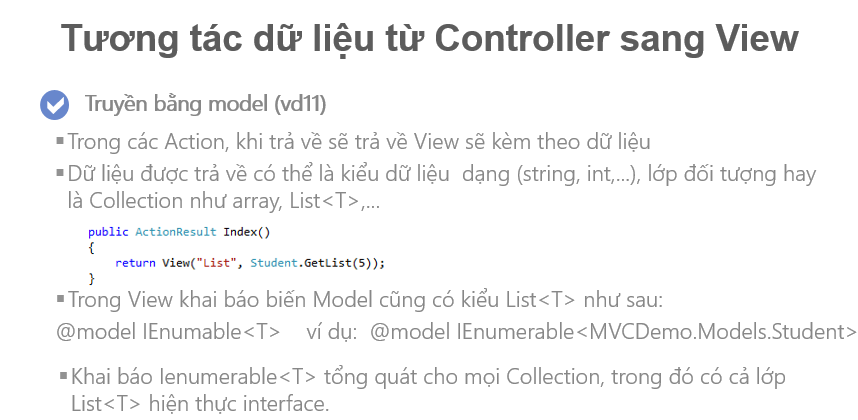 Tương tác dữ liệu từ Controller sang View
Truyền bằng model (vd11)
▪Trong các Action, khi trả về sẽ trả về View sẽ kèm theo dữ liệu
▪Dữ liệu được trả về có thể là kiểu dữ liệu dạng (string, int,...), lớp đối tượng hay
là Collection như array, List<T>,...
public ActionResult Index()
{
return View("List", Student.GetList(5));
}
▪Trong View khai báo biến Model cũng có kiểu List<T> như sau:
@model IEnumable<T> ví dụ: @model IEnumerable<MVCDemo.Models.Student>
▪Khai báo Ienumerable<T> tổng quát cho mọi Collection, trong đó có cả lớp
List<T> hiện thực interface.